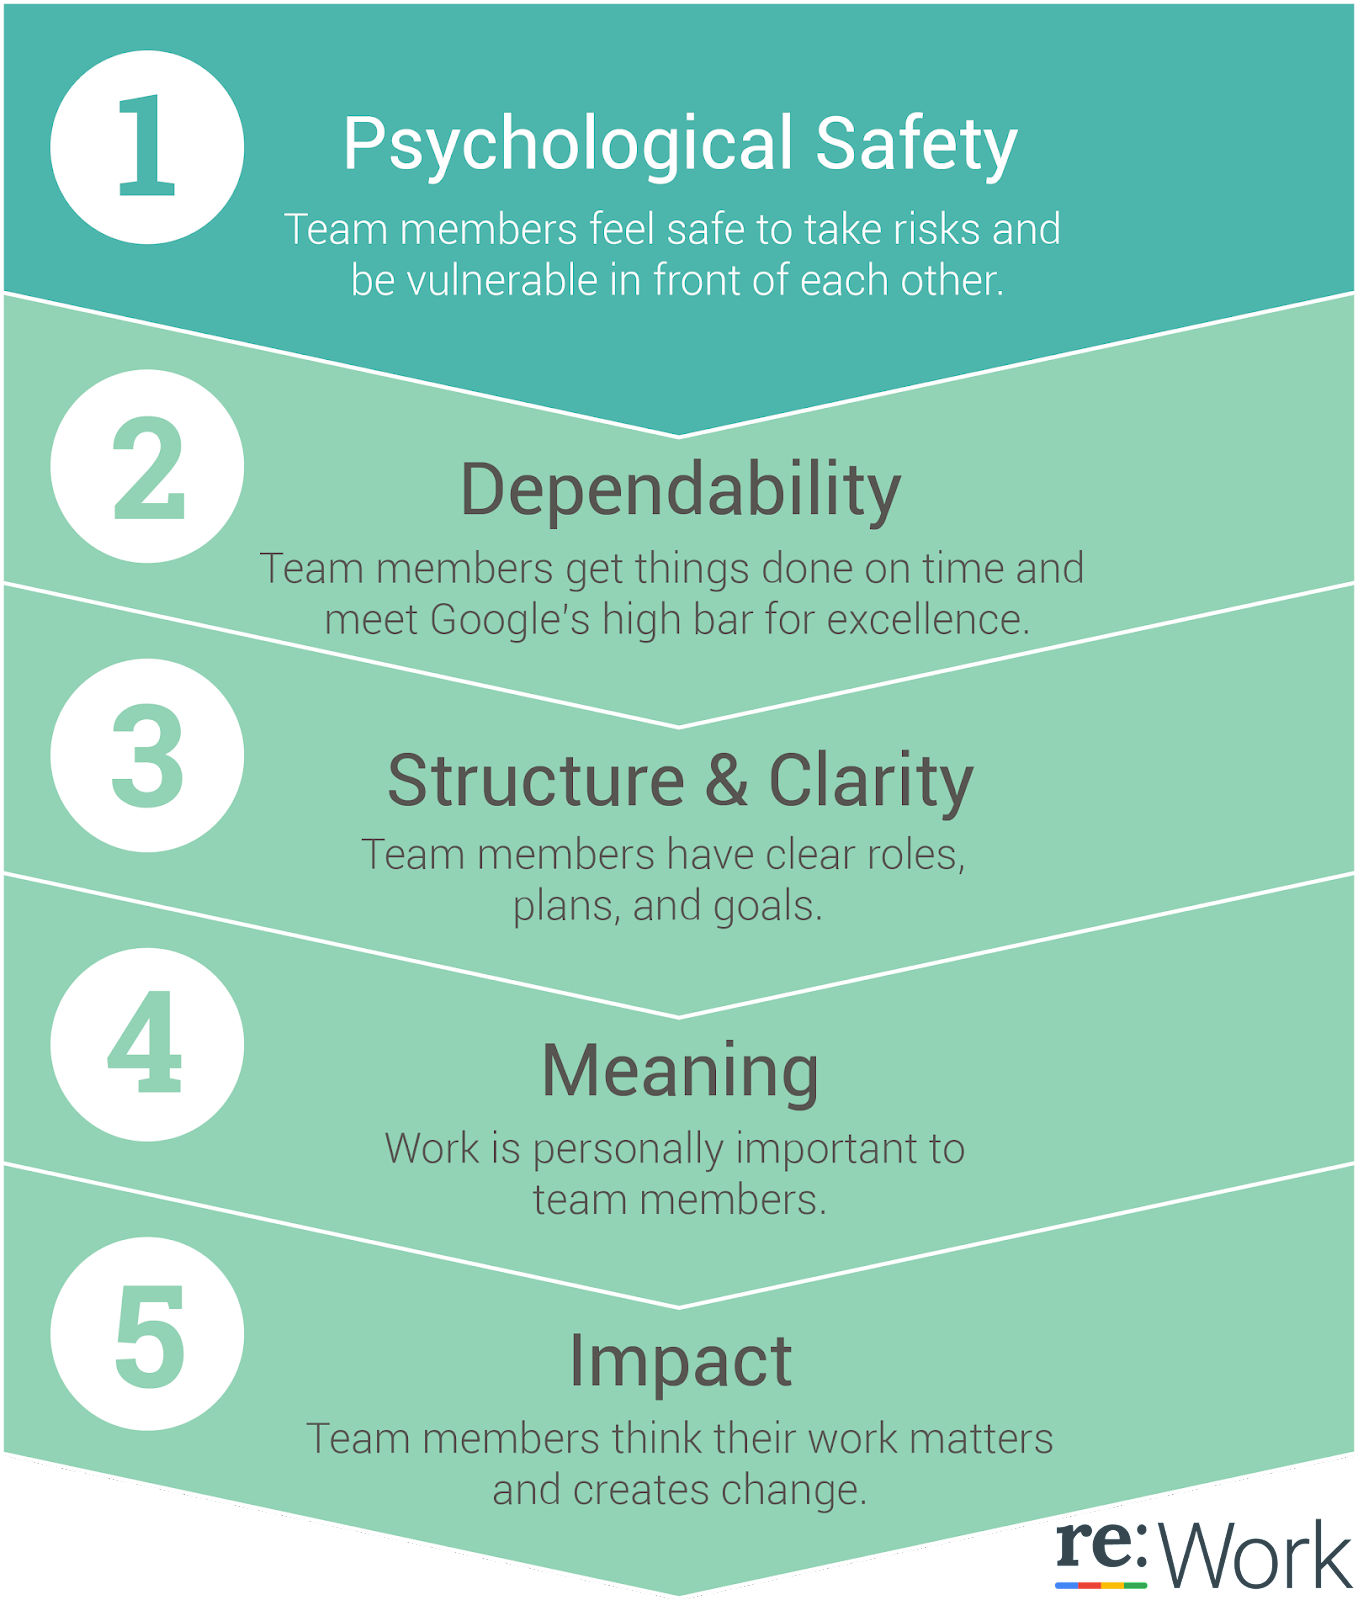 1
Psychological Safety
Team members feel safe to take risks and
be vulnerable in front of each other.
2
Dependability
Team members get things done on time and
meet Google's high bar for excellence.
3
Structure & Clarity
Team members have clear roles,
plans, and goals.
4
Meaning
Work is personally important to
team members.
5
Impact
Team members think their work matters
and creates change.
re:Work